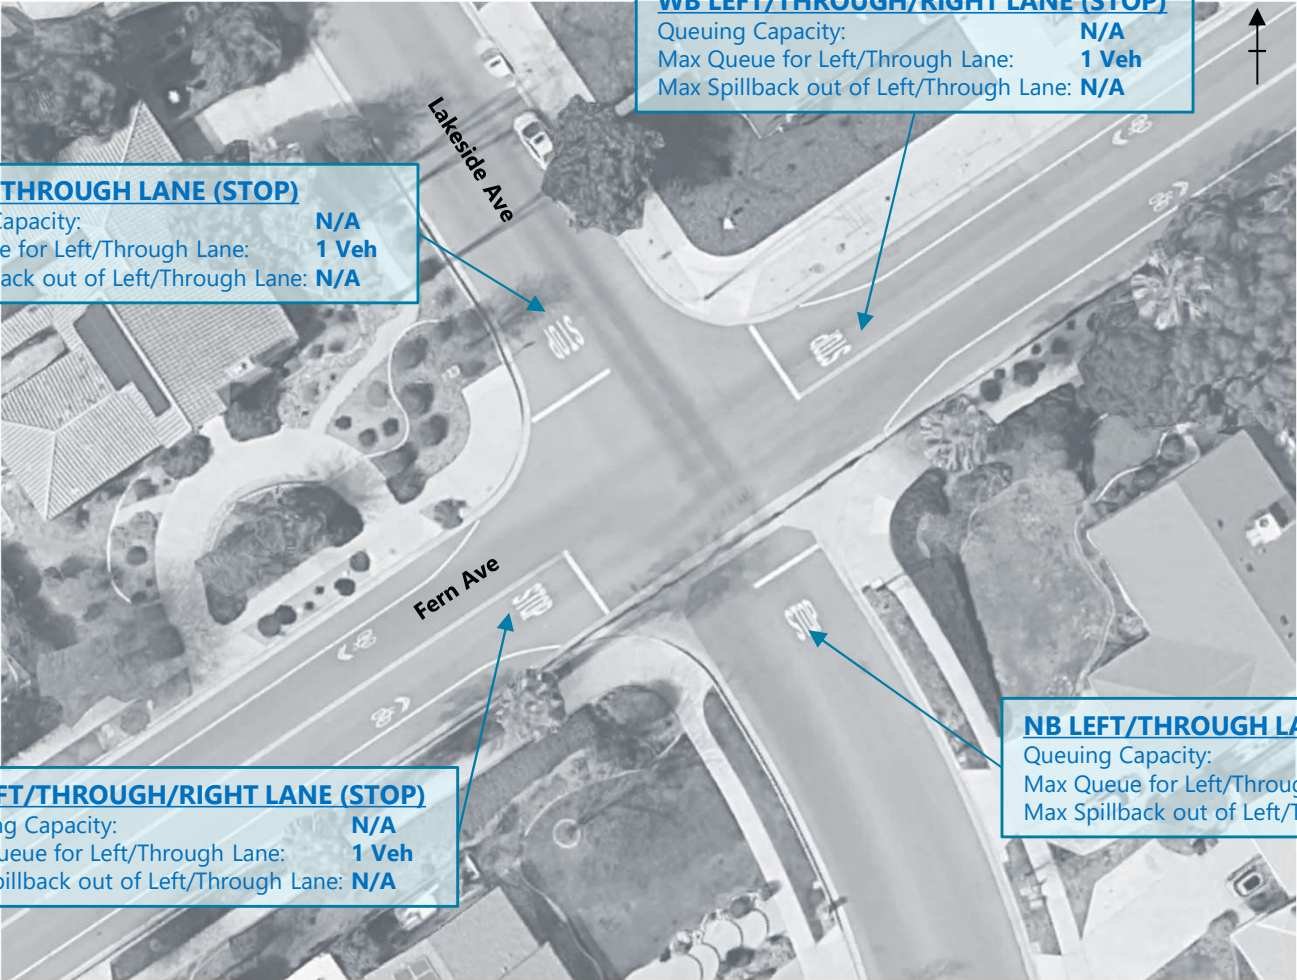 WB LEFT/THROUGH/RIGHT LANE (STOP)
Queuing Capacity: N/A
Max Queue for Left/Through Lane: 1 Veh
Max Spillback out of Left/Through Lane: N/A
Lakeside Ave
THROUGH LANE (STOP)
Capacity: N/A
e for Left/Through Lane: 1 Veh
ack out of Left/Through Lane: N/A
STOP
STOP
Fern Ave
STOP
STOP
NB LEFT/THROUGH LA
Queuing Capacity:
Max Queue for Left/Throug
Max Spillback out of Left/T
FT/THROUGH/RIGHT LANE (STOP)
ng Capacity: N/A
ueue for Left/Through Lane: 1 Veh
pillback out of Left/Through Lane: N/A